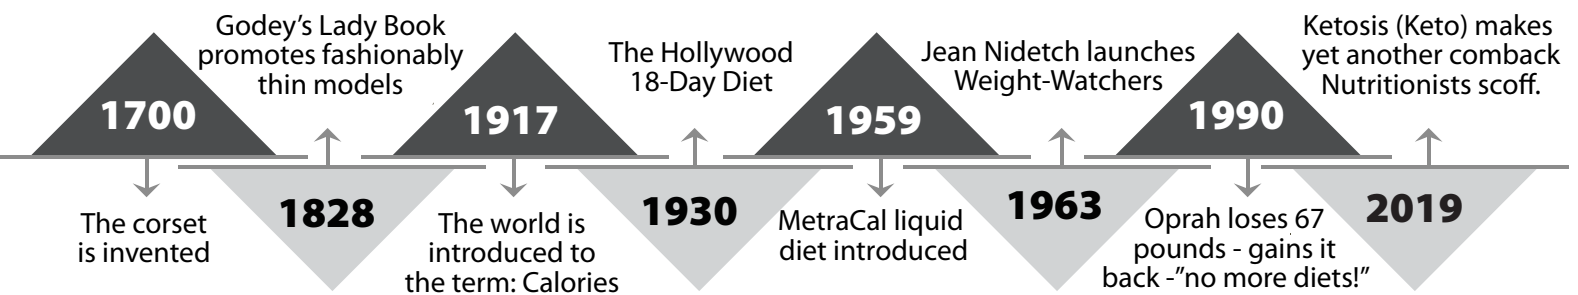 1700
The corset
is invented
Godey’s Lady Book
promotes fashionably
thin models
1828
1917
The world is
introduced to
the term: Calories
The Hollywood
18-Day Diet
1930
1959
MetraCal liquid
diet introduced
Jean Nidetch launches
Weight-Watchers
1963
1990
Oprah loses 67
pounds - gains it
back -”no more diets!”
Ketosis (Keto) makes
yet another comback
Nutritionists scoff.
2019